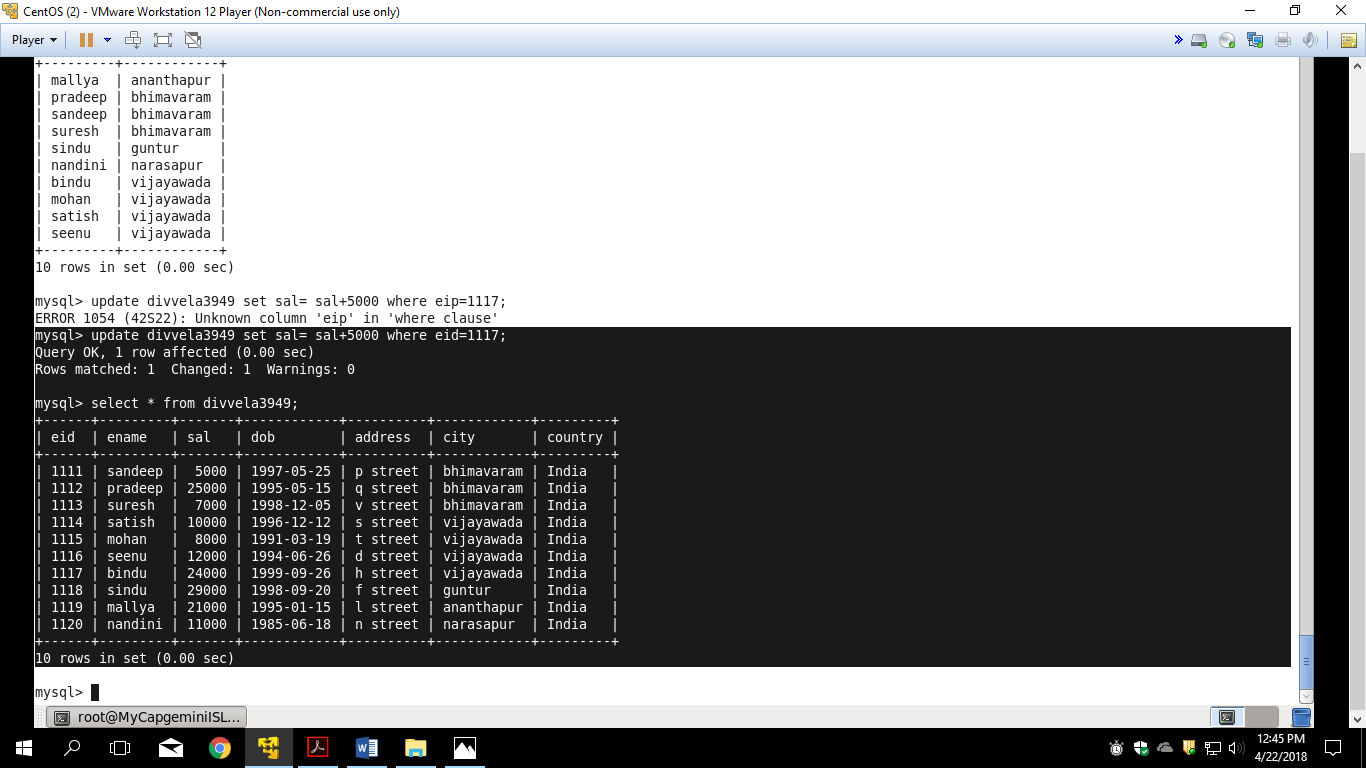 CentOS (2) - VMware Workstation 12 Player (Non-commercial use only)
Player
+---------+------------+
| mallya  | ananthapur |
| pradeep | bhimavaram |
| sandeep | bhimavaram |
| suresh  | bhimavaram |
| sindu   | guntur     |
| nandini | narasapur  |
| bindu   | vijayawada |
| mohan   | vijayawada |
| satish  | vijayawada |
| seenu   | vijayawada |
+---------+------------+
10 rows in set (0.00 sec)
mysql> update divvela3949 set sal= sal+5000 where eip=1117;
ERROR 1054 (42S22): Unknown column 'eip' in 'where clause'
mysql> update divvela3949 set sal= sal+5000 where eid=1117;
Query OK, 1 row affected (0.00 sec)
Rows matched: 1  Changed: 1  Warnings: 0
mysql> select * from divvela3949;
+------+---------+-------+------------+----------+------------+---------+
| eid  | ename   | sal   | dob        | address  | city       | country |
+------+---------+-------+------------+----------+------------+---------+
| 1111 | sandeep |  5000 | 1997-05-25 | p street | bhimavaram | India   |
| 1112 | pradeep | 25000 | 1995-05-15 | q street | bhimavaram | India   |
| 1113 | suresh  |  7000 | 1998-12-05 | v street | bhimavaram | India   |
| 1114 | satish  | 10000 | 1996-12-12 | s street | vijayawada | India   |
| 1115 | mohan   |  8000 | 1991-03-19 | t street | vijayawada | India   |
| 1116 | seenu   | 12000 | 1994-06-26 | d street | vijayawada | India   |
| 1117 | bindu   | 24000 | 1999-09-26 | h street | vijayawada | India   |
| 1118 | sindu   | 29000 | 1998-09-20 | f street | guntur     | India   |
| 1119 | mallya  | 21000 | 1995-01-15 | l street | ananthapur | India   |
| 1120 | nandini | 11000 | 1985-06-18 | n street | narasapur  | India   |
+------+---------+-------+------------+----------+------------+---------+
10 rows in set (0.00 sec)
mysql>
root@MyCapgeminiISL...
12:45 PM
4/22/2018